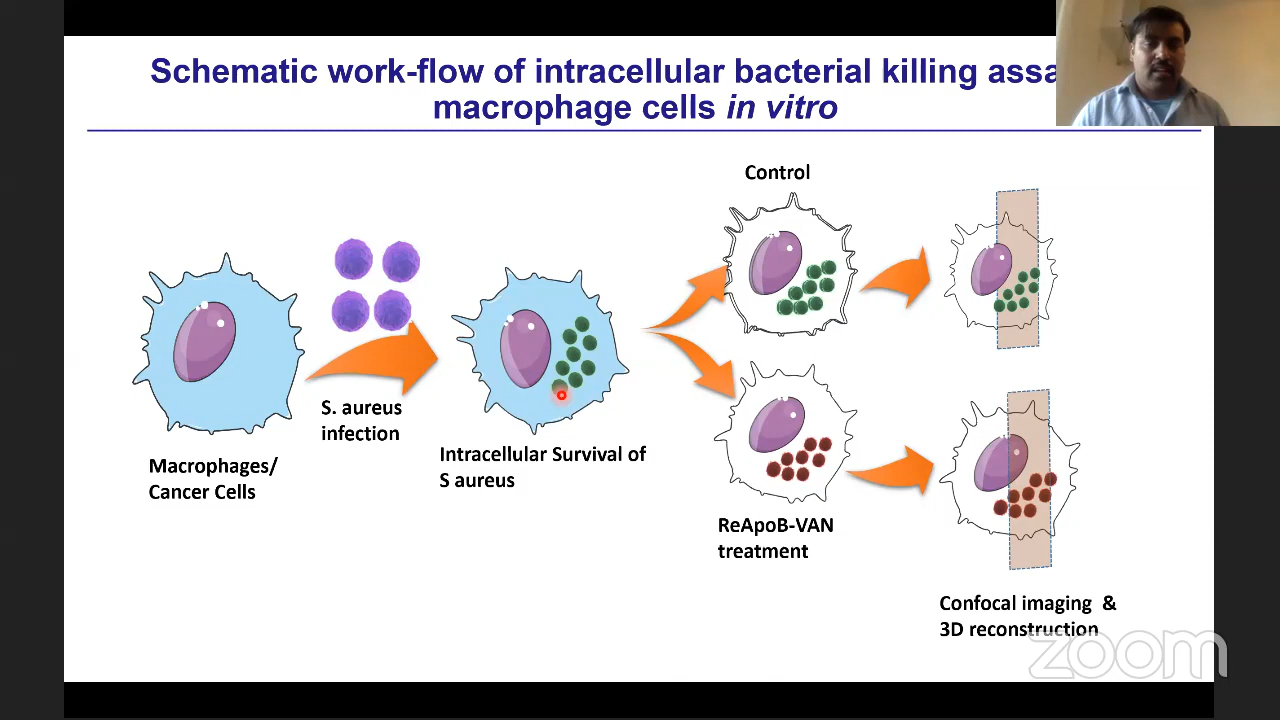 Schematic work-flow of intracellular bacterial killing
macrophage cells in vitro
Control
S. aureus
infection
Macrophages/
Cancer Cells
Intracellular Survival of
S aureus
ReApoB-VAN
treatment
Confocal imaging &
3D reconstruction
zoom